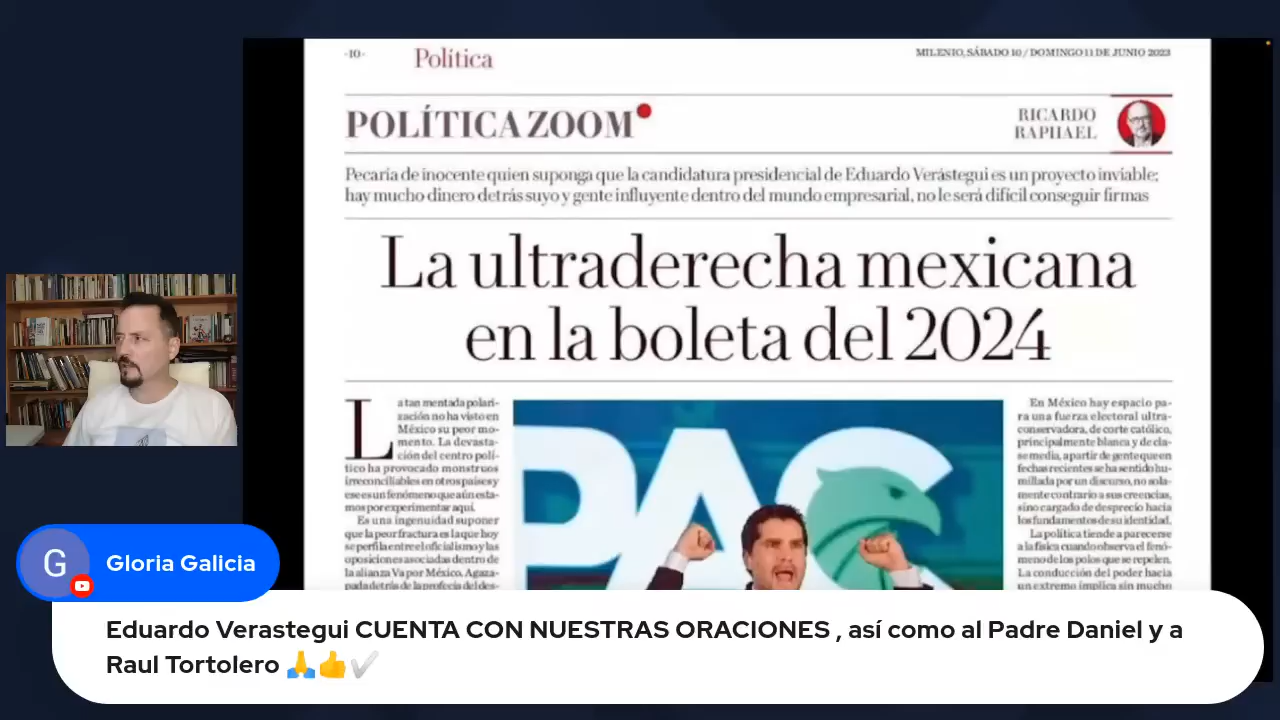 -10-
Política
MILENIO, SÁBADO 10 / DOMINGO 11 DE JUNIO 2023
POLÍTICA ZOOM
RICARDO
RAPHAEL
Pecaría de inocente quien suponga que la candidatura presidencial de Eduardo Verástegui es un proyecto inviable;
hay mucho dinero detrás suyo y gente influyente dentro del mundo empresarial, no le será difícil conseguir firmas
La ultraderecha mexicana
en la boleta del 2024
La tan mentada polari-
zación no ha visto en
México su peor mo-
mento. La devasta-
ción del centro polí-
tico ha provocado monstruos
irreconciliables en otros países y
ese es un fenómeno que aún esta-
mos por experimentar aquí.
Es una ingenuidad suponer
que la peor fractura es la que hoy
se perfila entre el oficialismo y las
oposiciones asociadas dentro de
la alianza Va por México. Agaza-
pada detrás de la profecía del des-
PAC
En México hay espacio pa-
ra una fuerza electoral ultra-
conservadora, de corte católico,
principalmente blanca y de cla-
se media, a partir de gente que en
fechas recientes se ha sentido hu-
millada por un discurso, no sola-
mente contrario a sus creencias,
sino cargado de desprecio hacia
los fundamentos de su identidad.
La política tiende a parecerse
a la física cuando observa el fenó-
meno de los polos que se repelen.
La conducción del poder hacia
un extremo implica sin mucho
G
Gloria Galicia
Eduardo Verastegui CUENTA CON NUESTRAS ORACIONES , así como al Padre Daniel y a
Raul Tortolero 🙏👍✔